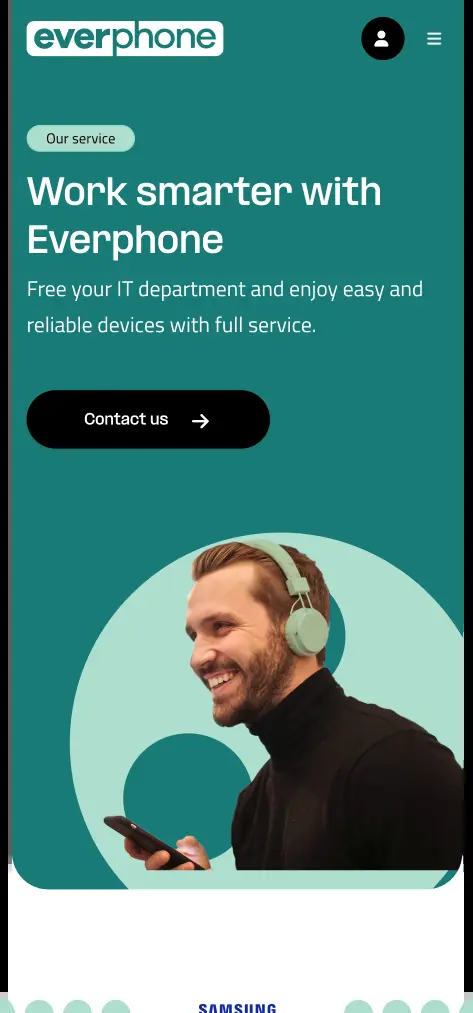 everphone
Our service
Work smarter with
Everphone
Free your IT department and enjoy easy and
reliable devices with full service.
Contact us
SAMSUNG